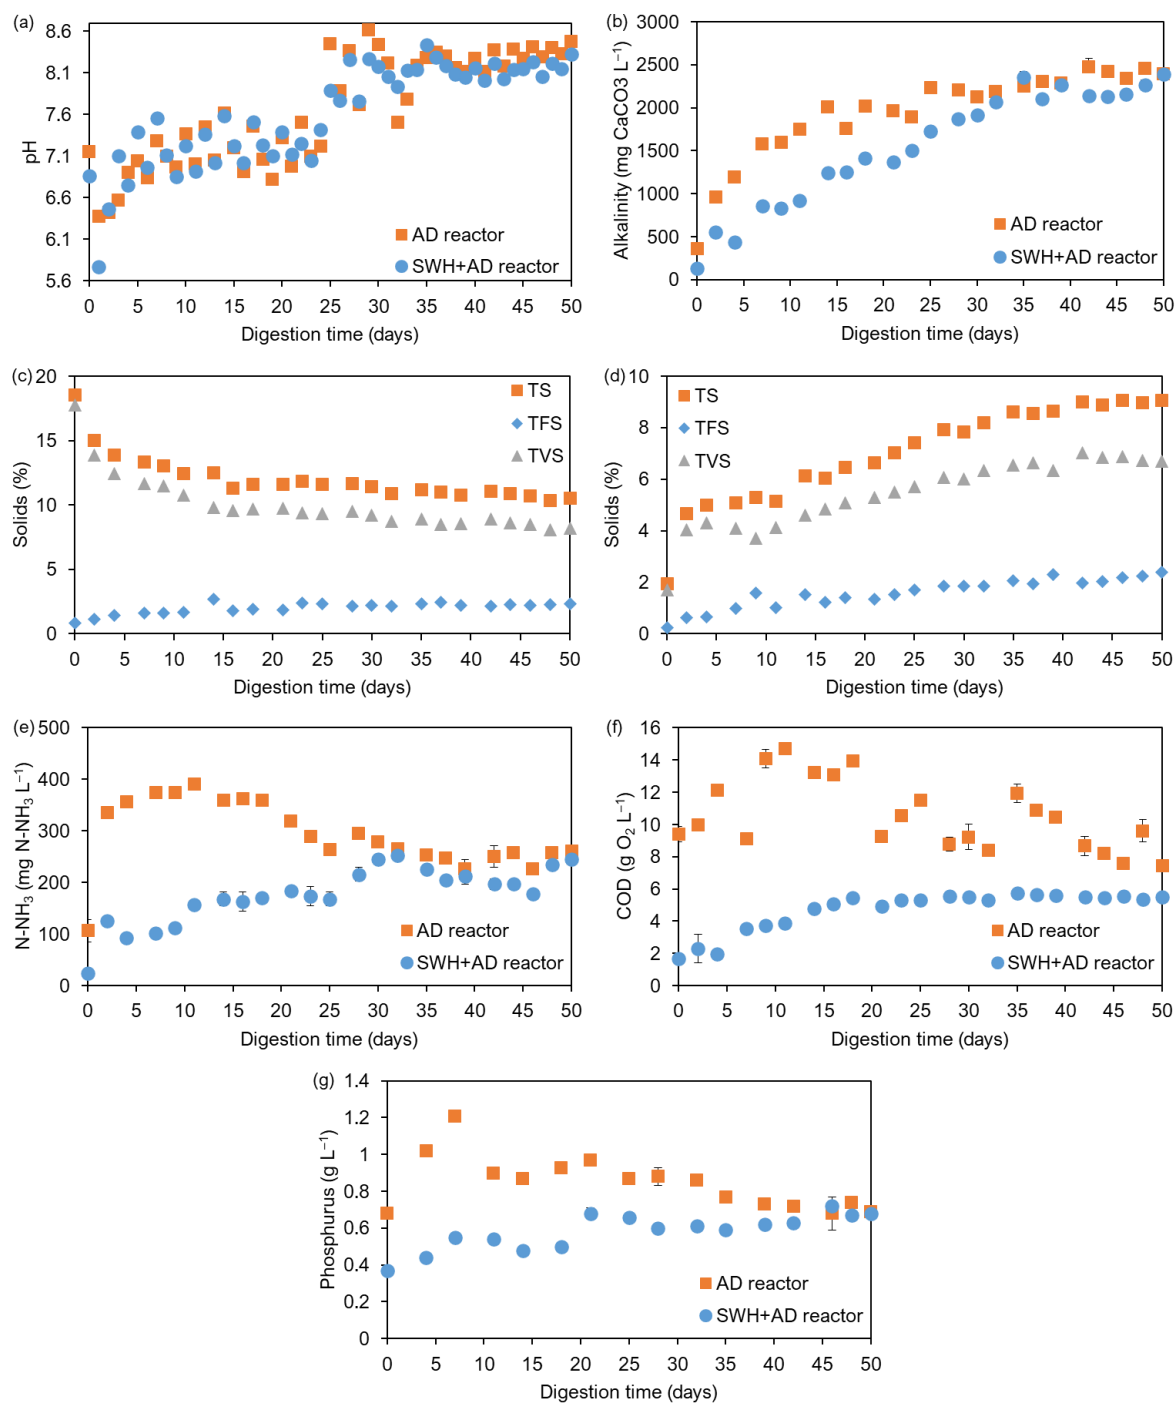 (a)
8.6
8.1
7.6
7.1
6.6
6.1
5.6
pH
AD reactor
SWH+AD reactor
0 5 10 15 20 25 30 35 40 45 50
Digestion time (days)
(b)
3000
2500
2000
1500
1000
500
0
Alkalinity (mg CaCO3 L−1)
AD reactor
SWH+AD reactor
0 5 10 15 20 25 30 35 40 45 50
Digestion time (days)
(c)
20
15
10
5
0
Solids (%)
TS
TFS
TVS
0 5 10 15 20 25 30 35 40 45 50
Digestion time (days)
(d)
10
8
6
4
2
0
Solids (%)
TS
TFS
TVS
0 5 10 15 20 25 30 35 40 45 50
Digestion time (days)
(e)
500
400
300
200
100
0
N-NH3 (mg N-NH3 L−1)
AD reactor
SWH+AD reactor
0 5 10 15 20 25 30 35 40 45 50
Digestion time (days)
(f)
16
14
12
10
8
6
4
2
0
COD (g O2 L−1)
AD reactor
SWH+AD reactor
0 5 10 15 20 25 30 35 40 45 50
Digestion time (days)
(g)
1.4
1.2
1
0.8
0.6
0.4
0.2
0
Phosphurus (g L−1)
AD reactor
SWH+AD reactor
0 5 10 15 20 25 30 35 40 45 50
Digestion time (days)